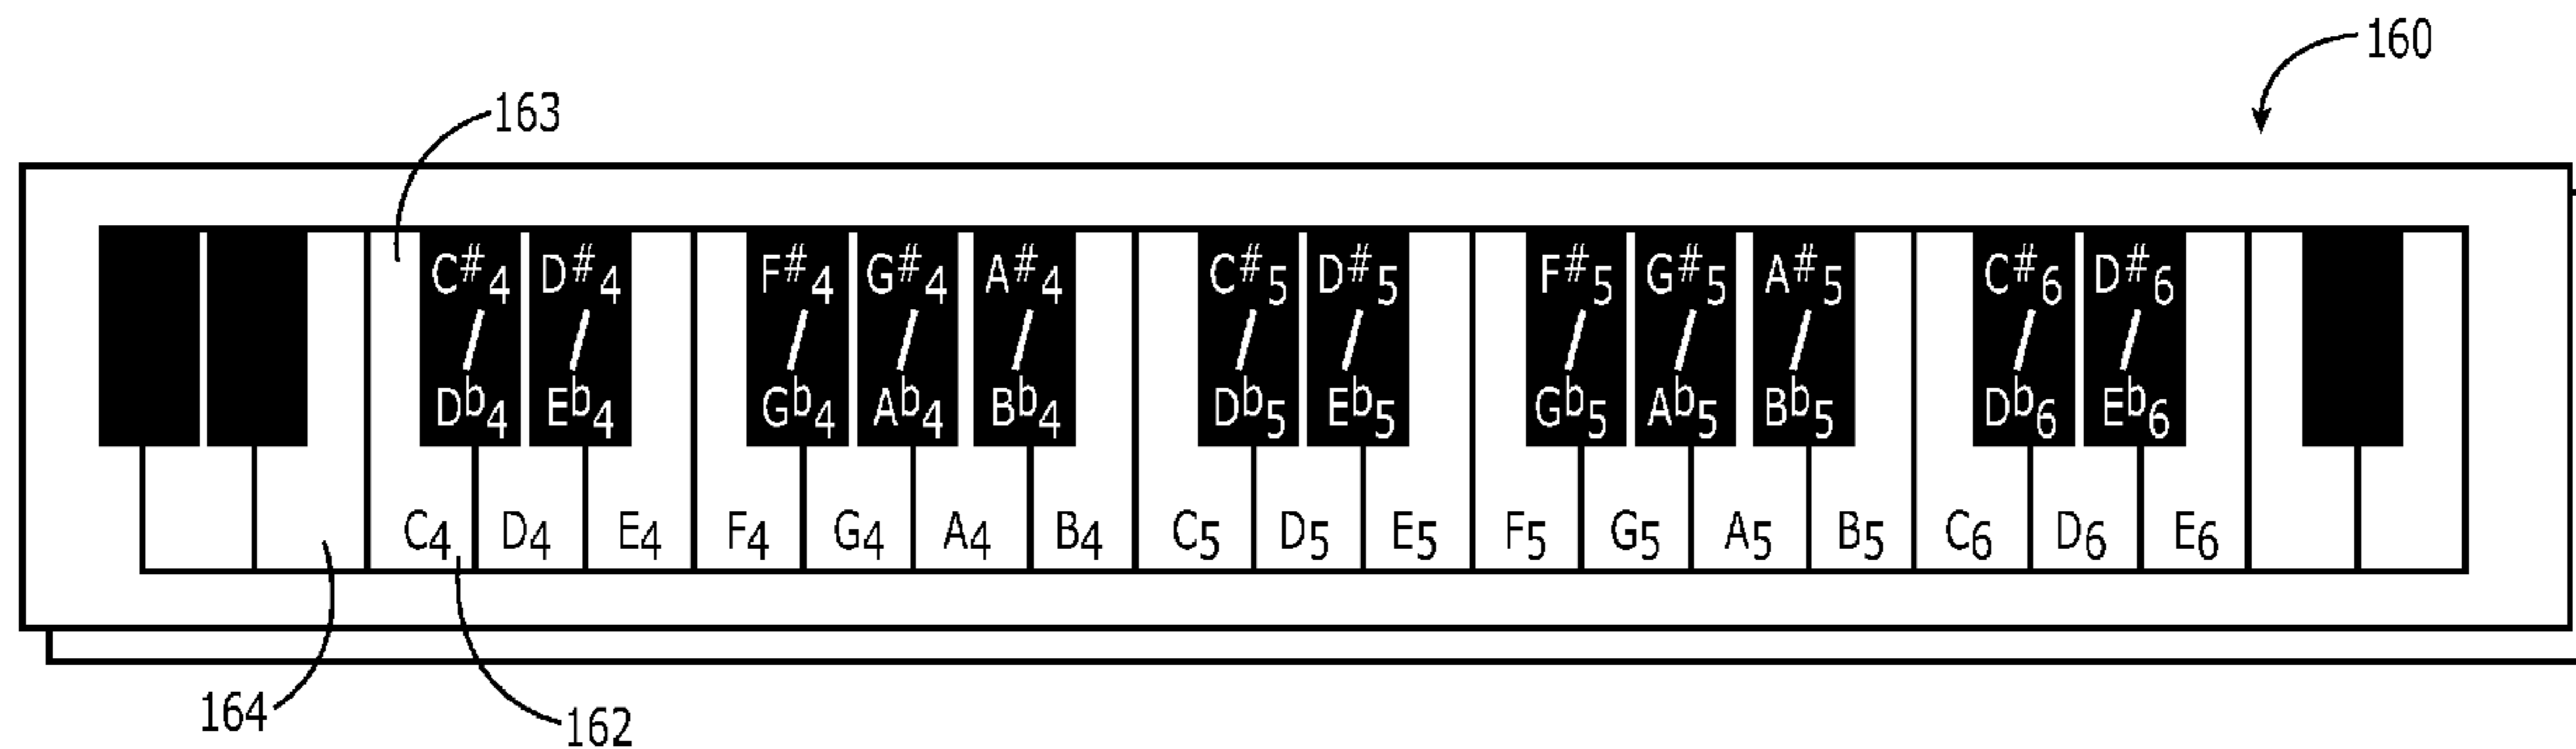 160
163
C#4 D#4 F#4 G#4 A#4 C#5 D#5 F#5 G#5 A#5 C#6 D#6
/ / / / / / / / / / / /
Db4 Eb4 Gb4 Ab4 Bb4 Db5 Eb5 Gb5 Ab5 Bb5 Db6 Eb6
C4 D4 E4 F4 G4 A4 B4 C5 D5 E5 F5 G5 A5 B5 C6 D6 E6
164 162